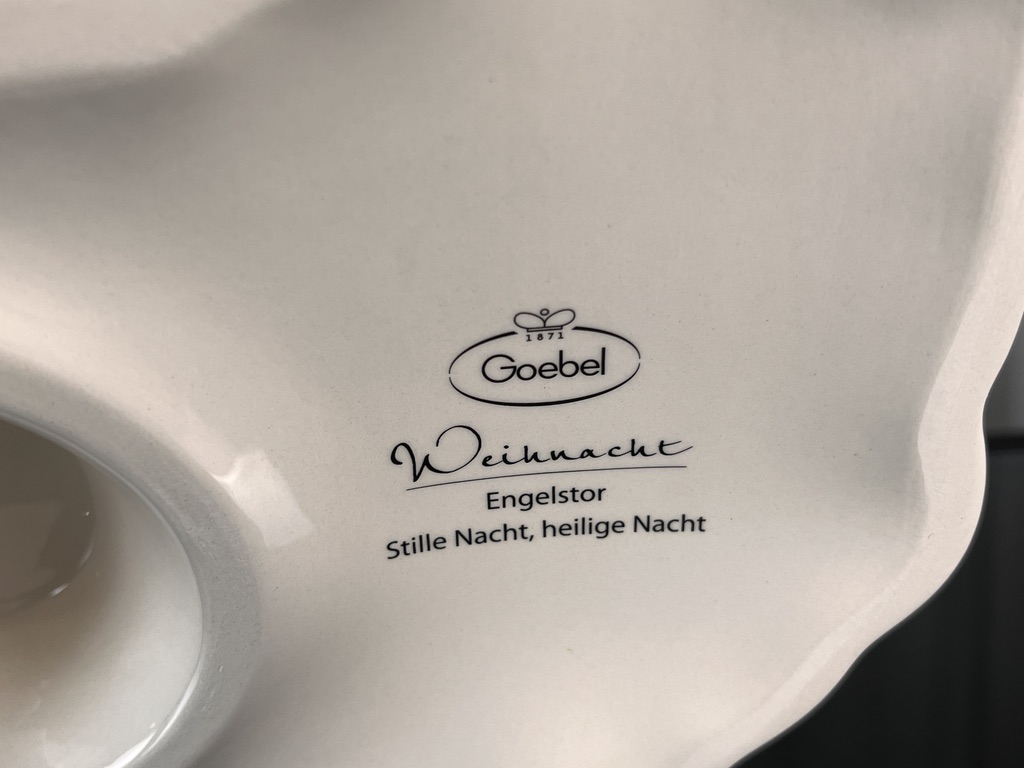 1871
Goebel
Weihnacht
Engelstor
Stille Nacht, heilige Nacht